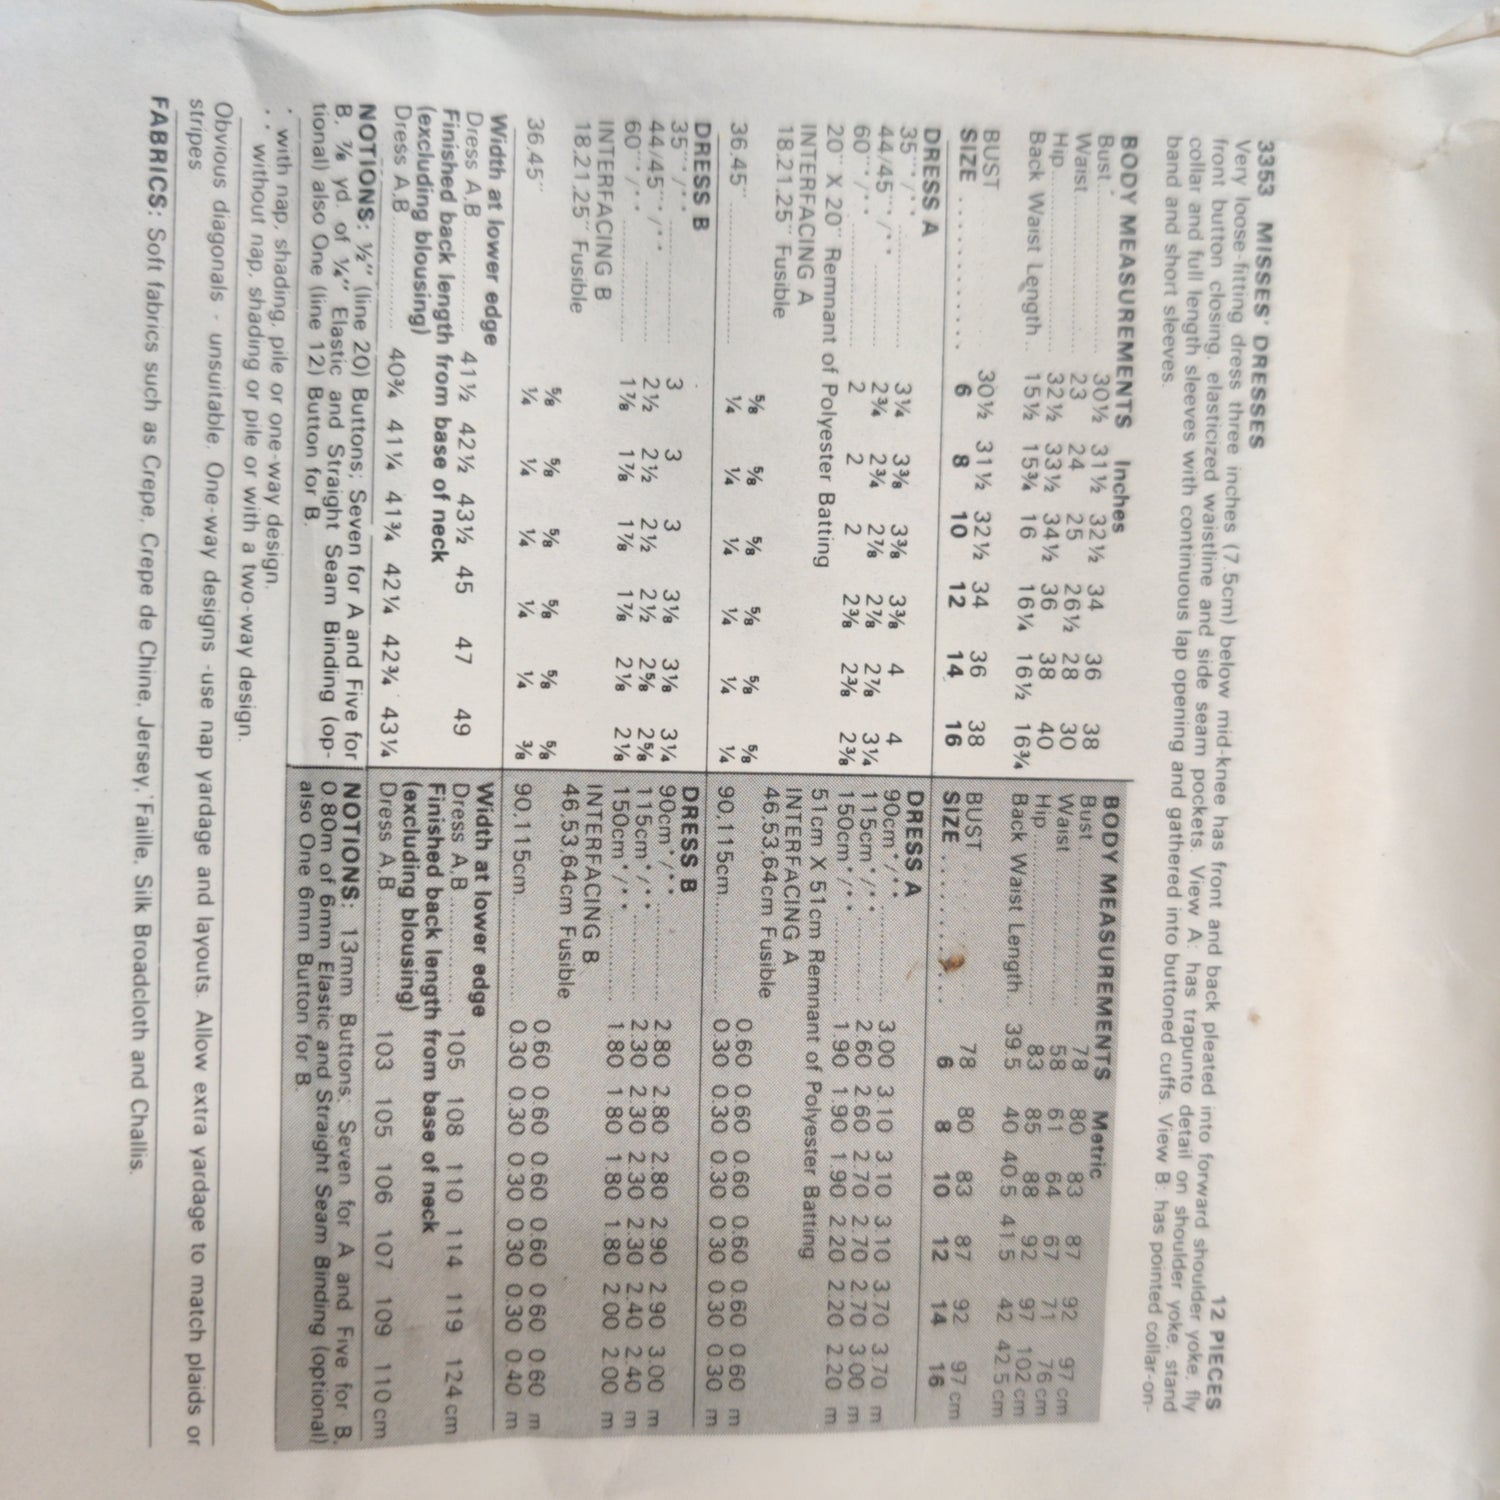 3353 MISSES' DRESSES 12 PIECES
Very loose-fitting dress three inches (7.5cm) below mid-knee has front and back pleated into forward shoulder yoke, fly
front button closing, elasticized waistline and side seam pockets. View A: has trapunto detail on shoulder yoke, stand
collar and full length sleeves with continuous lap opening and gathered into buttoned cuffs. View B: has pointed collar-on-
band and short sleeves.
BODY MEASUREMENTS Inches
Bust 30½ 31½ 32½ 34 36 38
Waist 23 24 25 26½ 28 30
Hip 32½ 33½ 34½ 36 38 40
Back Waist Length 15½ 15¾ 16 16¼ 16½ 16¾
BUST 30½ 31½ 32½ 34 36 38
SIZE 6 8 10 12 14 16
DRESS A
35"*/** 3¼ 3⅜ 3⅜ 3⅜ 4 4
44/45"*/** 2¾ 2¾ 2⅞ 2⅞ 2⅞ 3¼
60"*/** 2 2 2 2⅜ 2⅜ 2⅜
20" X 20" Remnant of Polyester Batting
INTERFACING A
18,21,25" Fusible
⅝ ⅝ ⅝ ⅝ ⅝ ⅝
36,45" ¼ ¼ ¼ ¼ ¼ ¼
DRESS B
35"*/** 3 3 3 3⅛ 3⅛ 3¼
44/45"*/** 2½ 2½ 2½ 2½ 2⅝ 2⅝
60"*/** 1⅞ 1⅞ 1⅞ 1⅞ 2⅛ 2⅛
INTERFACING B
18,21,25" Fusible
⅝ ⅝ ⅝ ⅝ ⅝ ⅝
36,45" ¼ ¼ ¼ ¼ ¼ ⅜
Width at lower edge
Dress A,B 41½ 42½ 43½ 45 47 49
Finished back length from base of neck
(excluding blousing)
Dress A,B 40¾ 41¼ 41¾ 42¼ 42¾ 43¼
NOTIONS: ½" (line 20) Buttons: Seven for A and Five for
B. ⅞ yd. of ¼" Elastic and Straight Seam Binding (op-
tional) also One (line 12) Button for B.
BODY MEASUREMENTS Metric
Bust 78 80 83 87 92 97 cm
Waist 58 61 64 67 71 76 cm
Hip 83 85 88 92 97 102 cm
Back Waist Length 39.5 40 40.5 41.5 42 42.5 cm
BUST 78 80 83 87 92 97 cm
SIZE 6 8 10 12 14 16
DRESS A
90cm*/** 3.00 3.10 3.10 3.10 3.70 3.70 m
115cm*/** 2.60 2.60 2.70 2.70 2.70 3.00 m
150cm*/** 1.90 1.90 1.90 2.20 2.20 2.20 m
51cm X 51cm Remnant of Polyester Batting
INTERFACING A
46,53,64cm Fusible
0.60 0.60 0.60 0.60 0.60 0.60 m
90,115cm 0.30 0.30 0.30 0.30 0.30 0.30 m
DRESS B
90cm*/** 2.80 2.80 2.80 2.90 2.90 3.00 m
115cm*/** 2.30 2.30 2.30 2.30 2.40 2.40 m
150cm*/** 1.80 1.80 1.80 1.80 2.00 2.00 m
INTERFACING B
46,53,64cm Fusible
0.60 0.60 0.60 0.60 0.60 0.60 m
90,115cm 0.30 0.30 0.30 0.30 0.30 0.40 m
Width at lower edge
Dress A,B 105 108 110 114 119 124 cm
Finished back length from base of neck
(excluding blousing)
Dress A,B 103 105 106 107 109 110 cm
NOTIONS: 13mm Buttons: Seven for A and Five for B.
0.80m of 6mm Elastic and Straight Seam Binding (optional)
also One 6mm Button for B.
* with nap, shading, pile or one-way design.
** without nap, shading or pile or with a two-way design.
Obvious diagonals - unsuitable. One-way designs -use nap yardage and layouts. Allow extra yardage to match plaids or
stripes
FABRICS: Soft fabrics such as Crepe, Crepe de Chine, Jersey, Faille, Silk Broadcloth and Challis.